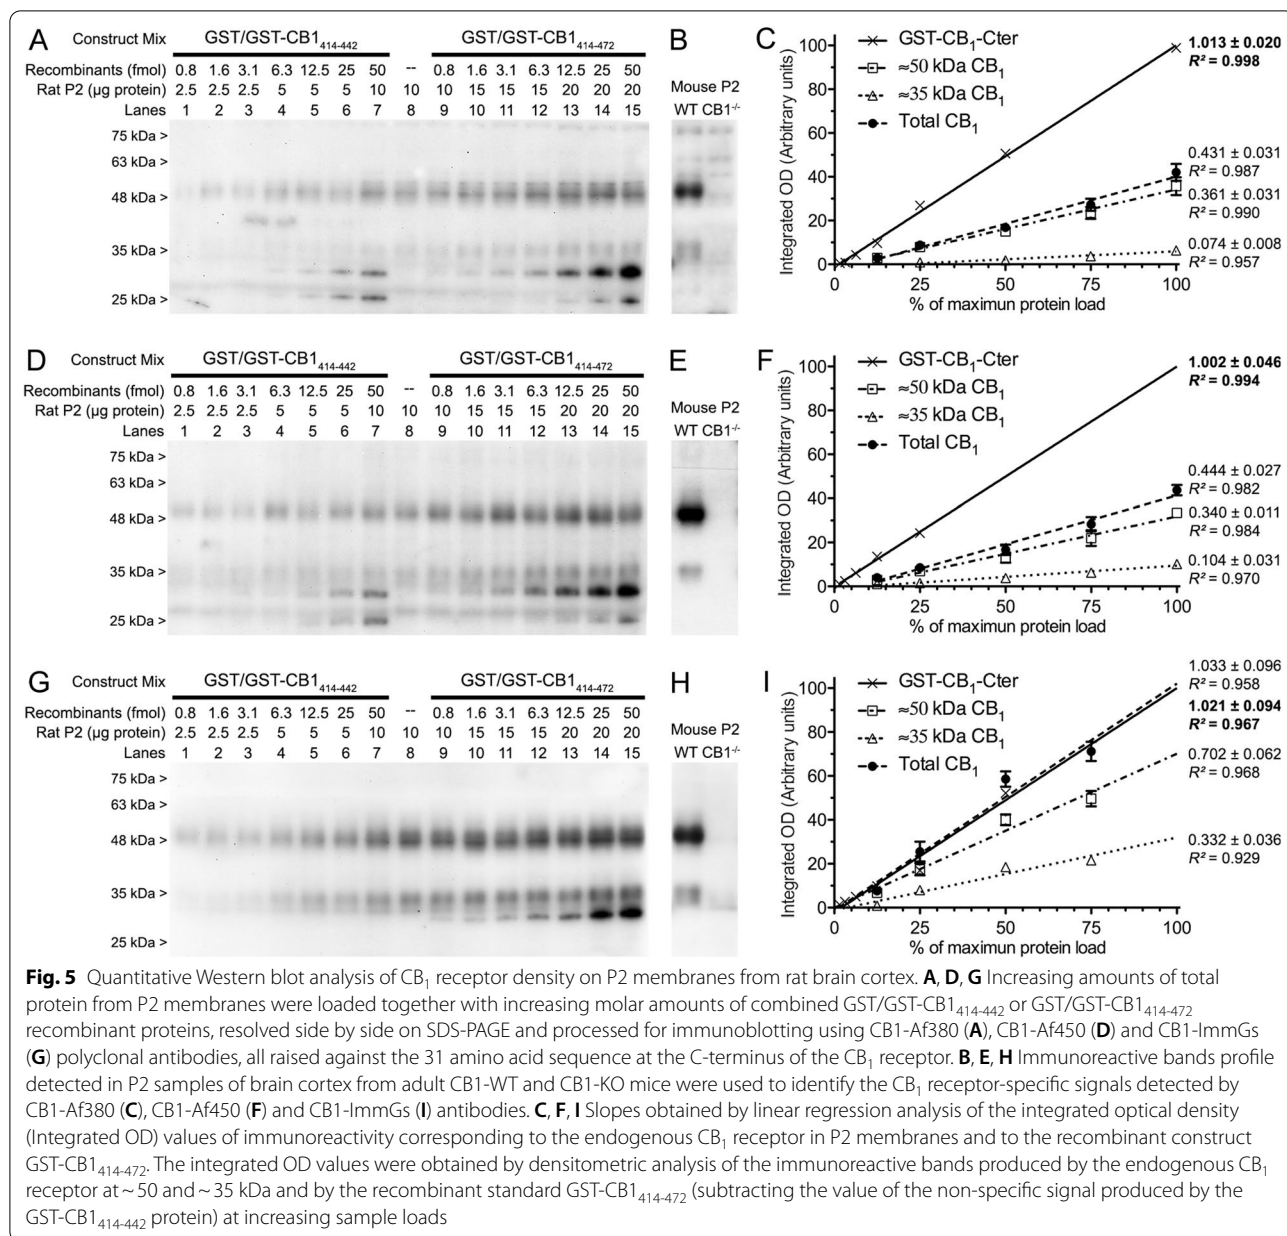 A
Construct Mix GST/GST-CB1₄₁₄₋₄₄₂ GST/GST-CB1₄₁₄₋₄₇₂
Recombinants (fmol) 0.8 1.6 3.1 6.3 12.5 25 50 -- 0.8 1.6 3.1 6.3 12.5 25 50
Rat P2 (µg protein) 2.5 2.5 2.5 5 5 5 10 10 10 15 15 15 20 20 20
Lanes 1 2 3 4 5 6 7 8 9 10 11 12 13 14 15
75 kDa >
63 kDa >
48 kDa >
35 kDa >
25 kDa >
B
Mouse P2
WT CB1⁻/⁻
C
Integrated OD (Arbitrary units)
100
80
60
40
20
0
0 25 50 75 100
% of maximun protein load
GST-CB₁-Cter
≈50 kDa CB₁
≈35 kDa CB₁
Total CB₁
1.013 ± 0.020
R² = 0.998
0.431 ± 0.031
R² = 0.987
0.361 ± 0.031
R² = 0.990
0.074 ± 0.008
R² = 0.957
D
Construct Mix GST/GST-CB1₄₁₄₋₄₄₂ GST/GST-CB1₄₁₄₋₄₇₂
Recombinants (fmol) 0.8 1.6 3.1 6.3 12.5 25 50 -- 0.8 1.6 3.1 6.3 12.5 25 50
Rat P2 (µg protein) 2.5 2.5 2.5 5 5 5 10 10 10 15 15 15 20 20 20
Lanes 1 2 3 4 5 6 7 8 9 10 11 12 13 14 15
75 kDa >
63 kDa >
48 kDa >
35 kDa >
25 kDa >
E
Mouse P2
WT CB1⁻/⁻
F
Integrated OD (Arbitrary units)
100
80
60
40
20
0
0 25 50 75 100
% of maximun protein load
GST-CB₁-Cter
≈50 kDa CB₁
≈35 kDa CB₁
Total CB₁
1.002 ± 0.046
R² = 0.994
0.444 ± 0.027
R² = 0.982
0.340 ± 0.011
R² = 0.984
0.104 ± 0.031
R² = 0.970
G
Construct Mix GST/GST-CB1₄₁₄₋₄₄₂ GST/GST-CB1₄₁₄₋₄₇₂
Recombinants (fmol) 0.8 1.6 3.1 6.3 12.5 25 50 -- 0.8 1.6 3.1 6.3 12.5 25 50
Rat P2 (µg protein) 2.5 2.5 2.5 5 5 5 10 10 10 15 15 15 20 20 20
Lanes 1 2 3 4 5 6 7 8 9 10 11 12 13 14 15
75 kDa >
63 kDa >
48 kDa >
35 kDa >
25 kDa >
H
Mouse P2
WT CB1⁻/⁻
I
Integrated OD (Arbitrary units)
100
80
60
40
20
0
0 25 50 75 100
% of maximun protein load
GST-CB₁-Cter
≈50 kDa CB₁
≈35 kDa CB₁
Total CB₁
1.033 ± 0.096
R² = 0.958
1.021 ± 0.094
R² = 0.967
0.702 ± 0.062
R² = 0.968
0.332 ± 0.036
R² = 0.929
Fig. 5 Quantitative Western blot analysis of CB₁ receptor density on P2 membranes from rat brain cortex. A, D, G Increasing amounts of total
protein from P2 membranes were loaded together with increasing molar amounts of combined GST/GST-CB1₄₁₄₋₄₄₂ or GST/GST-CB1₄₁₄₋₄₇₂
recombinant proteins, resolved side by side on SDS-PAGE and processed for immunoblotting using CB1-Af380 (A), CB1-Af450 (D) and CB1-ImmGs
(G) polyclonal antibodies, all raised against the 31 amino acid sequence at the C-terminus of the CB₁ receptor. B, E, H Immunoreactive bands profile
detected in P2 samples of brain cortex from adult CB1-WT and CB1-KO mice were used to identify the CB₁ receptor-specific signals detected by
CB1-Af380 (C), CB1-Af450 (F) and CB1-ImmGs (I) antibodies. C, F, I Slopes obtained by linear regression analysis of the integrated optical density
(Integrated OD) values of immunoreactivity corresponding to the endogenous CB₁ receptor in P2 membranes and to the recombinant construct
GST-CB1₄₁₄₋₄₇₂. The integrated OD values were obtained by densitometric analysis of the immunoreactive bands produced by the endogenous CB₁
receptor at ~ 50 and ~ 35 kDa and by the recombinant standard GST-CB1₄₁₄₋₄₇₂ (subtracting the value of the non-specific signal produced by the
GST-CB1₄₁₄₋₄₄₂ protein) at increasing sample loads